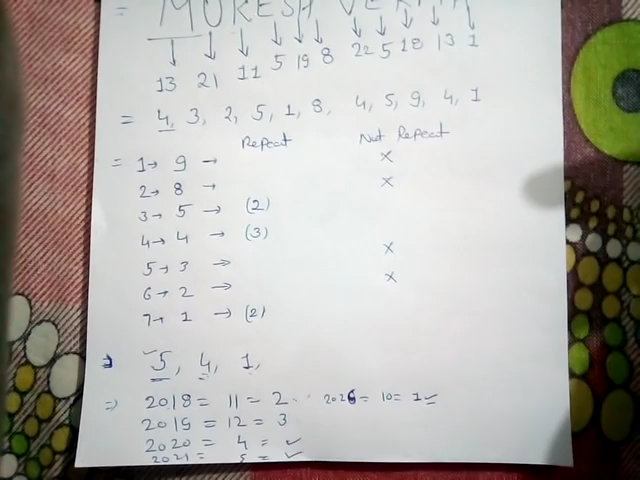 = MUKESH VERMA
13 21 11 5 19 8 22 5 18 13 1
= 4, 3, 2, 5, 1, 8, 4, 5, 9, 4, 1
Repeat Not Repeat
= 1→ 9 → ×
2→ 8 → ×
3→ 5 → (2)
4→ 4 → (3)
5→ 3 → ×
6→ 2 → ×
7→ 1 → (2)
→ 5, 4, 1,
⇒ 2018 = 11 = 2 2026 = 10 = 1 ✓
2019 = 12 = 3
2020 = 4 = ✓
2021 = 5 = ✓